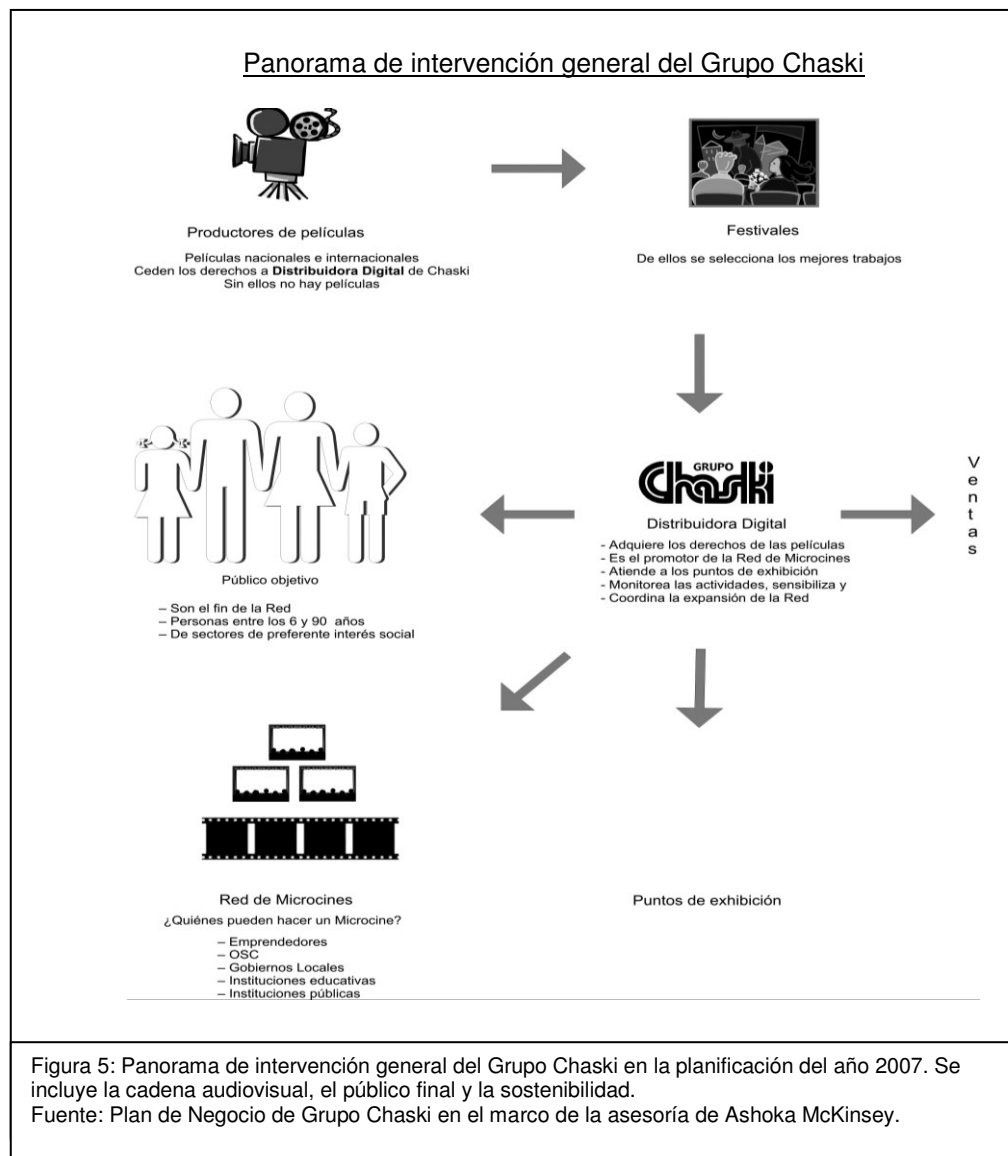 Panorama de intervención general del Grupo Chaski
Productores de películas
Películas nacionales e internacionales
Ceden los derechos a Distribuidora Digital de Chaski
Sin ellos no hay películas
Festivales
De ellos se selecciona los mejores trabajos
GRUPO
Chaski
Distribuidora Digital
- Adquiere los derechos de las películas
- Es el promotor de la Red de Microcines
- Atiende a los puntos de exhibición
- Monitorea las actividades, sensibiliza y
- Coordina la expansión de la Red
Ventas
Público objetivo
– Son el fin de la Red
– Personas entre los 6 y 90 años
– De sectores de preferente interés social
Red de Microcines
¿Quiénes pueden hacer un Microcine?
– Emprendedores
– OSC
– Gobiernos Locales
– Instituciones educativas
– Instituciones públicas
Puntos de exhibición
Figura 5: Panorama de intervención general del Grupo Chaski en la planificación del año 2007. Se
incluye la cadena audiovisual, el público final y la sostenibilidad.
Fuente: Plan de Negocio de Grupo Chaski en el marco de la asesoría de Ashoka McKinsey.